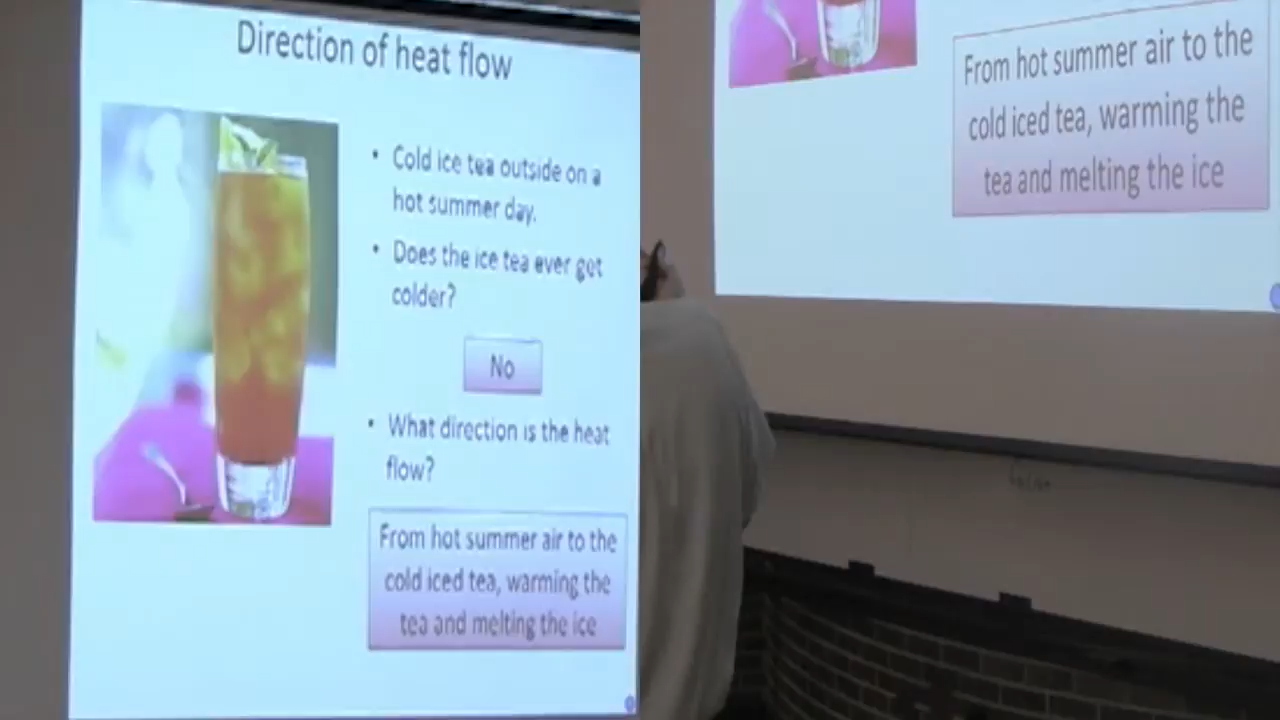 Direction of heat flow
• Cold ice tea outside on a
hot summer day.
• Does the ice tea ever get
colder?
No
• What direction is the heat
flow?
From hot summer air to the
cold iced tea, warming the
tea and melting the ice
From hot summer air to the
cold iced tea, warming the
tea and melting the ice